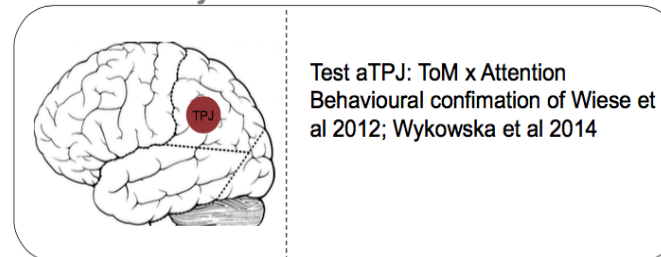 TPJ
Test aTPJ: ToM x Attention
Behavioural confimation of Wiese et
al 2012; Wykowska et al 2014